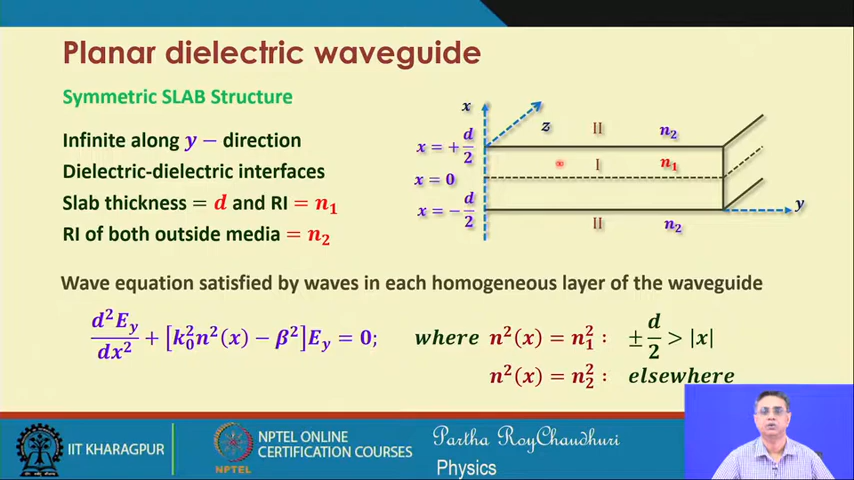 Planar dielectric waveguide
Symmetric SLAB Structure
Infinite along y − direction
Dielectric-dielectric interfaces
Slab thickness = d and RI = n₁
RI of both outside media = n₂
x
z
II
n₂
x = +d/2
I
n₁
x = 0
x = −d/2
y
II
n₂
Wave equation satisfied by waves in each homogeneous layer of the waveguide
d²E_y/dx² + [k₀²n²(x) − β²]E_y = 0; where n²(x) = n₁² : ±d/2 > |x|
n²(x) = n₂² : elsewhere
IIT KHARAGPUR
NPTEL
NPTEL ONLINE
CERTIFICATION COURSES
Partha RoyChaudhuri
Physics